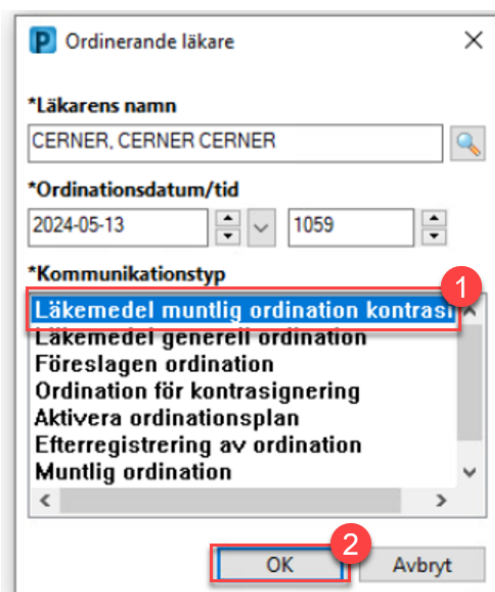 P Ordinerande läkare
*Läkarens namn
CERNER, CERNER CERNER
*Ordinationsdatum/tid
2024-05-13 1059
*Kommunikationstyp
1
Läkemedel muntlig ordination kontrasi
Läkemedel generell ordination
Föreslagen ordination
Ordination för kontrasignering
Aktivera ordinationsplan
Efterregistrering av ordination
Muntlig ordination
2
OK Avbryt